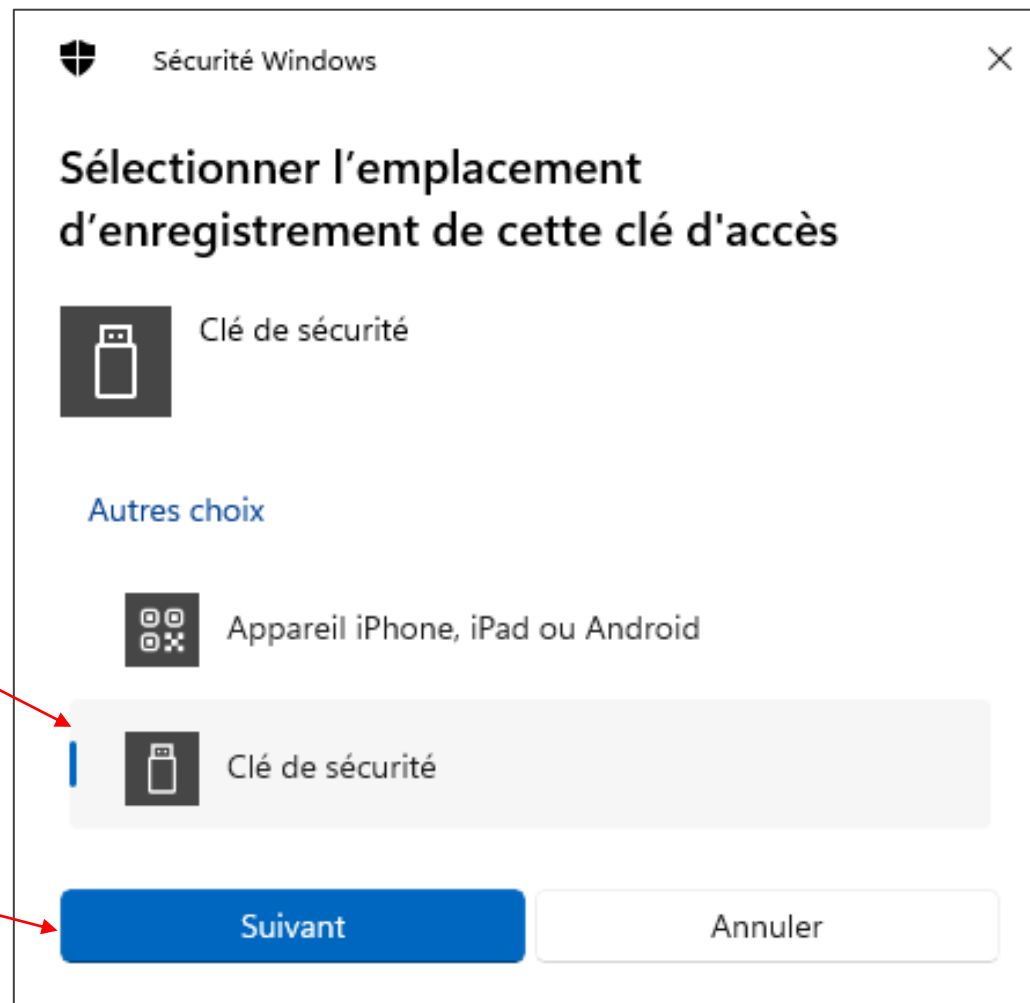 Sécurité Windows
Sélectionner l’emplacement
d’enregistrement de cette clé d'accès
Clé de sécurité
Autres choix
Appareil iPhone, iPad ou Android
Clé de sécurité
Suivant
Annuler